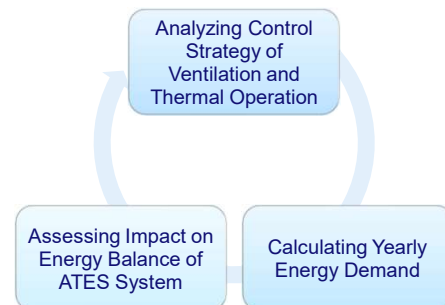 Analyzing Control
Strategy of
Ventilation and
Thermal Operation
Assessing Impact on
Energy Balance of
ATES System
Calculating Yearly
Energy Demand